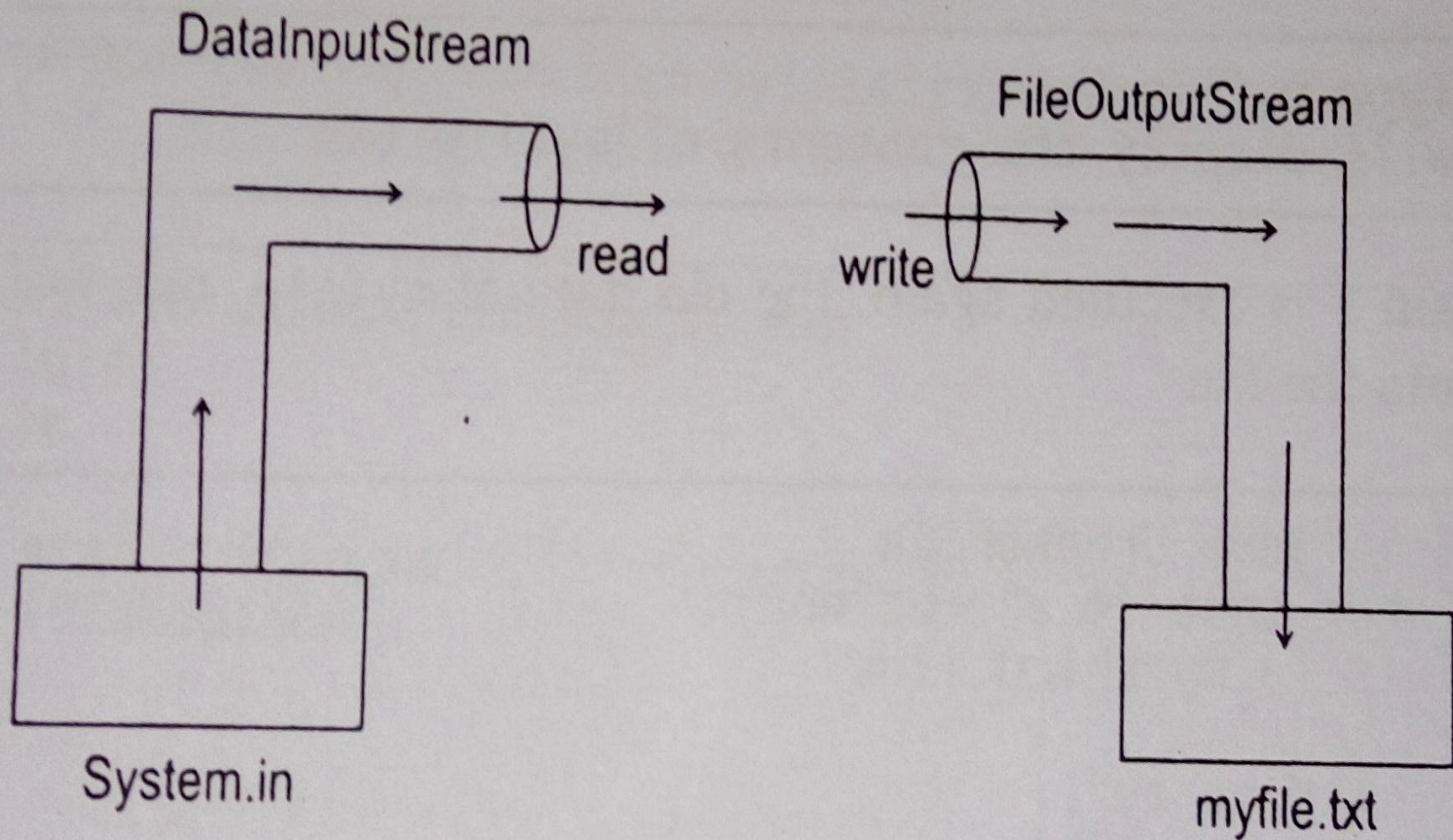 DataInputStream
FileOutputStream
read
write
System.in
myfile.txt